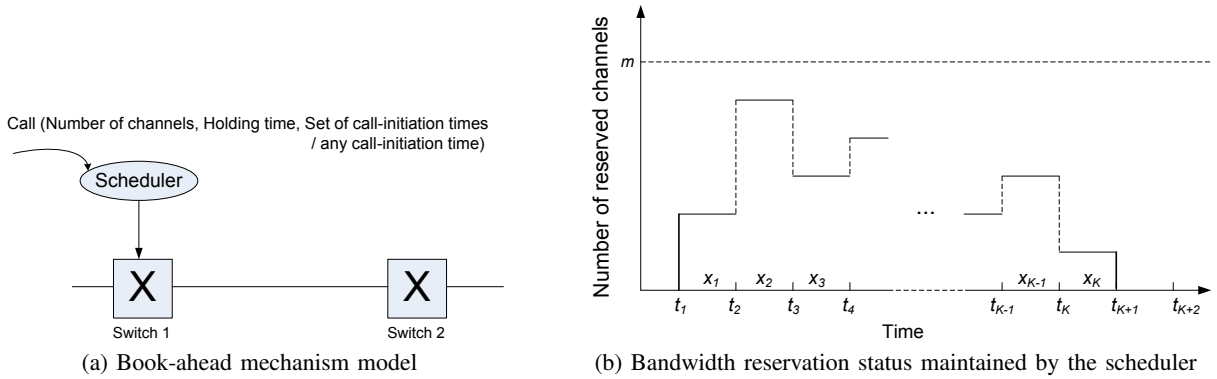 Call (Number of channels, Holding time, Set of call-initiation times
/ any call-initiation time)
Scheduler
X
X
Switch 1
Switch 2
(a) Book-ahead mechanism model
Number of reserved channels
m
...
x1
x2
x3
xK-1
xK
t1
t2
t3
t4
tK-1
tK
tK+1
tK+2
Time
(b) Bandwidth reservation status maintained by the scheduler